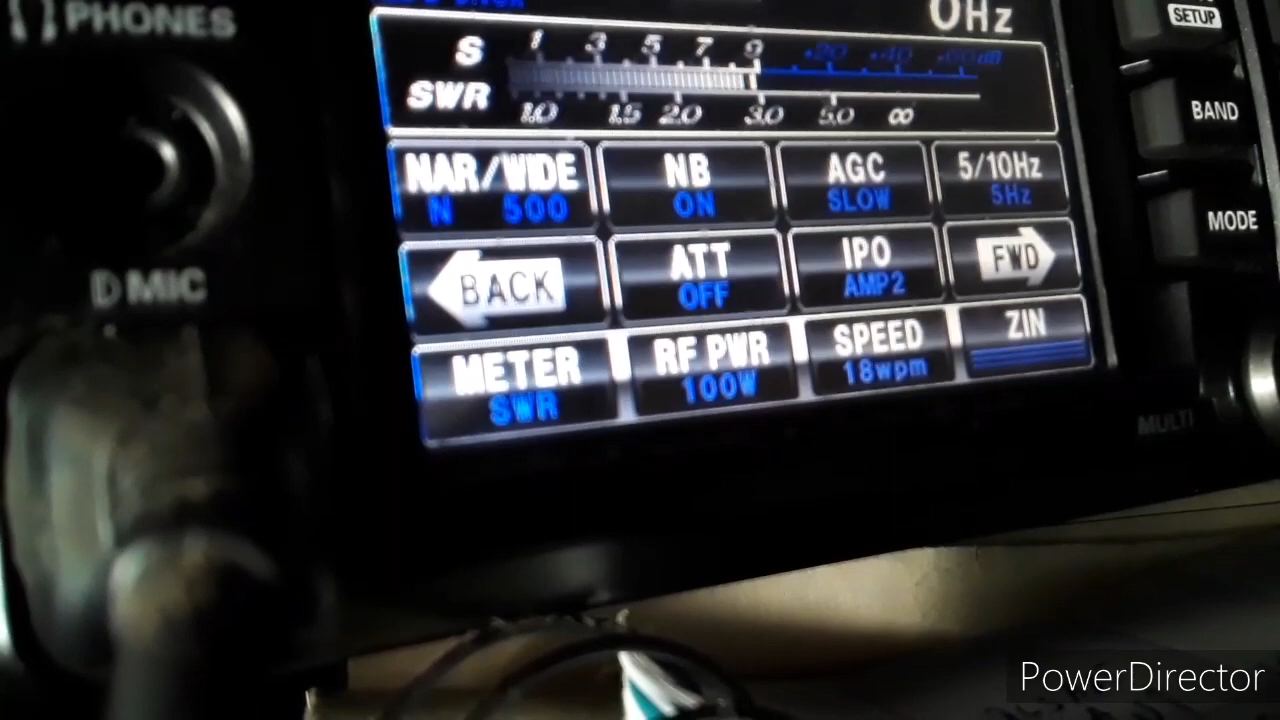 PHONES
0Hz
SETUP
S 1 3 5 7 9 +20 +40 +60dB
SWR 1.0 1.5 2.0 3.0 5.0 ∞
BAND
NAR/WIDE NB AGC 5/10Hz
N 500 ON SLOW 5Hz
MODE
BACK ATT IPO FWD
OFF AMP2
MIC
METER RF PWR SPEED ZIN
SWR 100W 18wpm
MULTI
PowerDirector